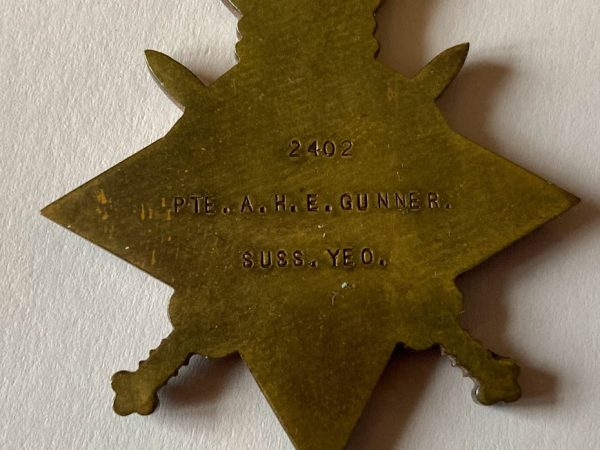 2402
PTE. A. H. E. GUNNER.
SUSS. YEO.